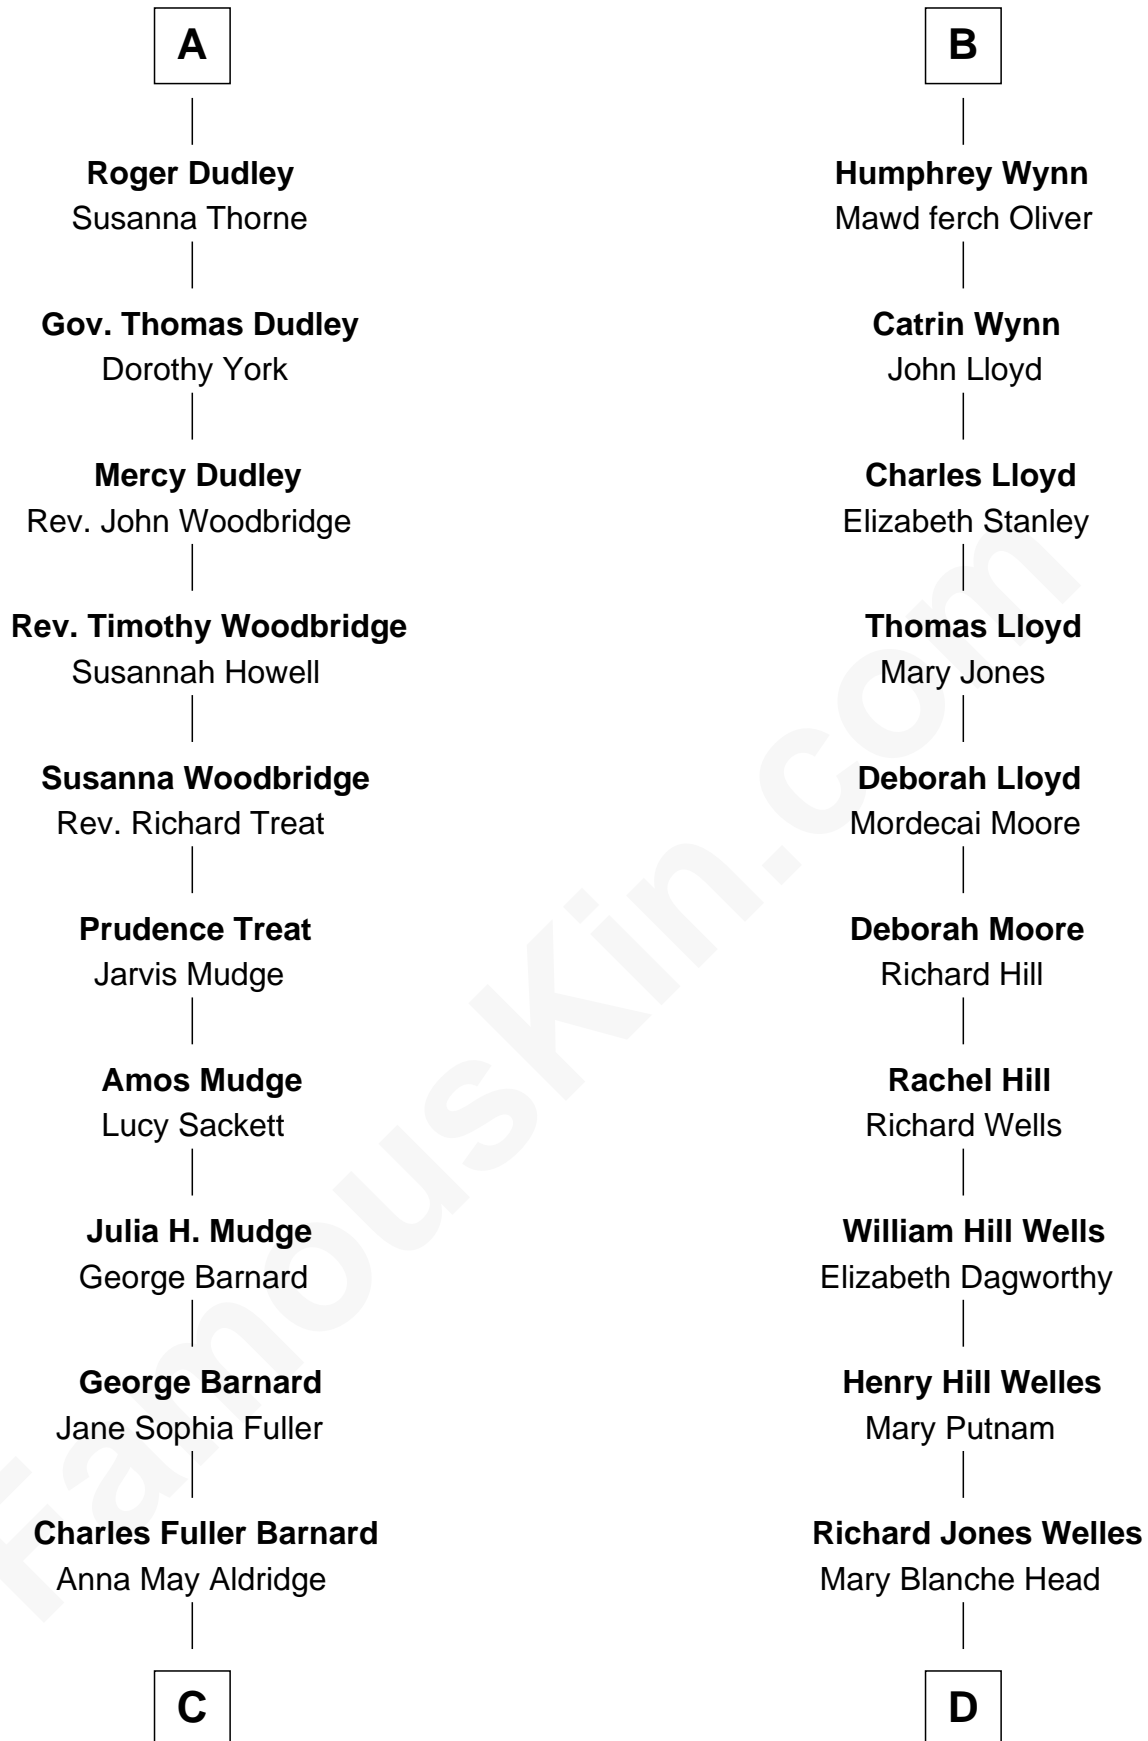 A
Roger Dudley
Susanna Thorne
Gov. Thomas Dudley
Dorothy York
Mercy Dudley
Rev. John Woodbridge
Rev. Timothy Woodbridge
Susannah Howell
Susanna Woodbridge
Rev. Richard Treat
Prudence Treat
Jarvis Mudge
Amos Mudge
Lucy Sackett
Julia H. Mudge
George Barnard
George Barnard
Jane Sophia Fuller
Charles Fuller Barnard
Anna May Aldridge
C
B
Humphrey Wynn
Mawd ferch Oliver
Catrin Wynn
John Lloyd
Charles Lloyd
Elizabeth Stanley
Thomas Lloyd
Mary Jones
Deborah Lloyd
Mordecai Moore
Deborah Moore
Richard Hill
Rachel Hill
Richard Wells
William Hill Wells
Elizabeth Dagworthy
Henry Hill Welles
Mary Putnam
Richard Jones Welles
Mary Blanche Head
D
FamousKin.com